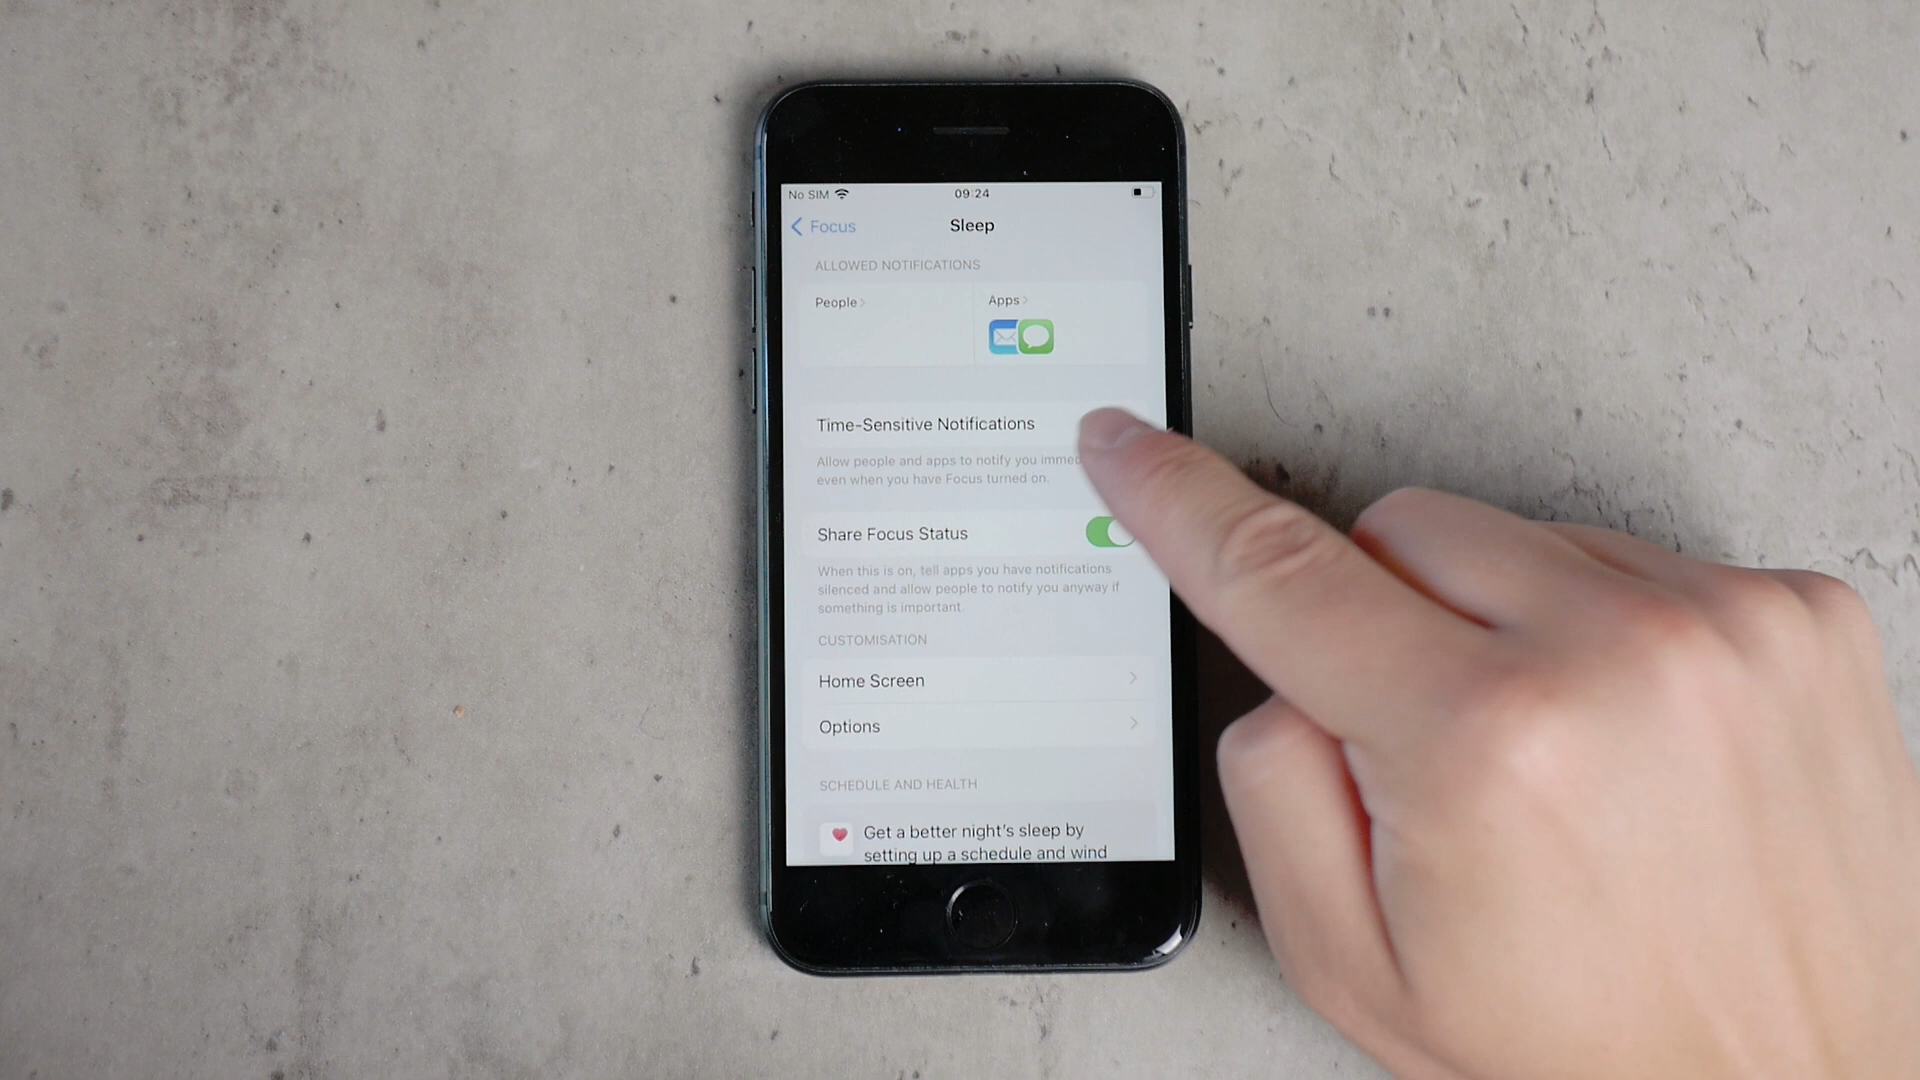 No SIM 09:24
Focus Sleep
ALLOWED NOTIFICATIONS
People Apps
Time-Sensitive Notifications
Allow people and apps to notify you
even when you have Focus turned on.
Share Focus Status
When this is on, tell apps you have notifications
silenced and allow people to notify you anyway if
something is important.
CUSTOMISATION
Home Screen
Options
SCHEDULE AND HEALTH
Get a better night's sleep by
setting up a schedule and wind